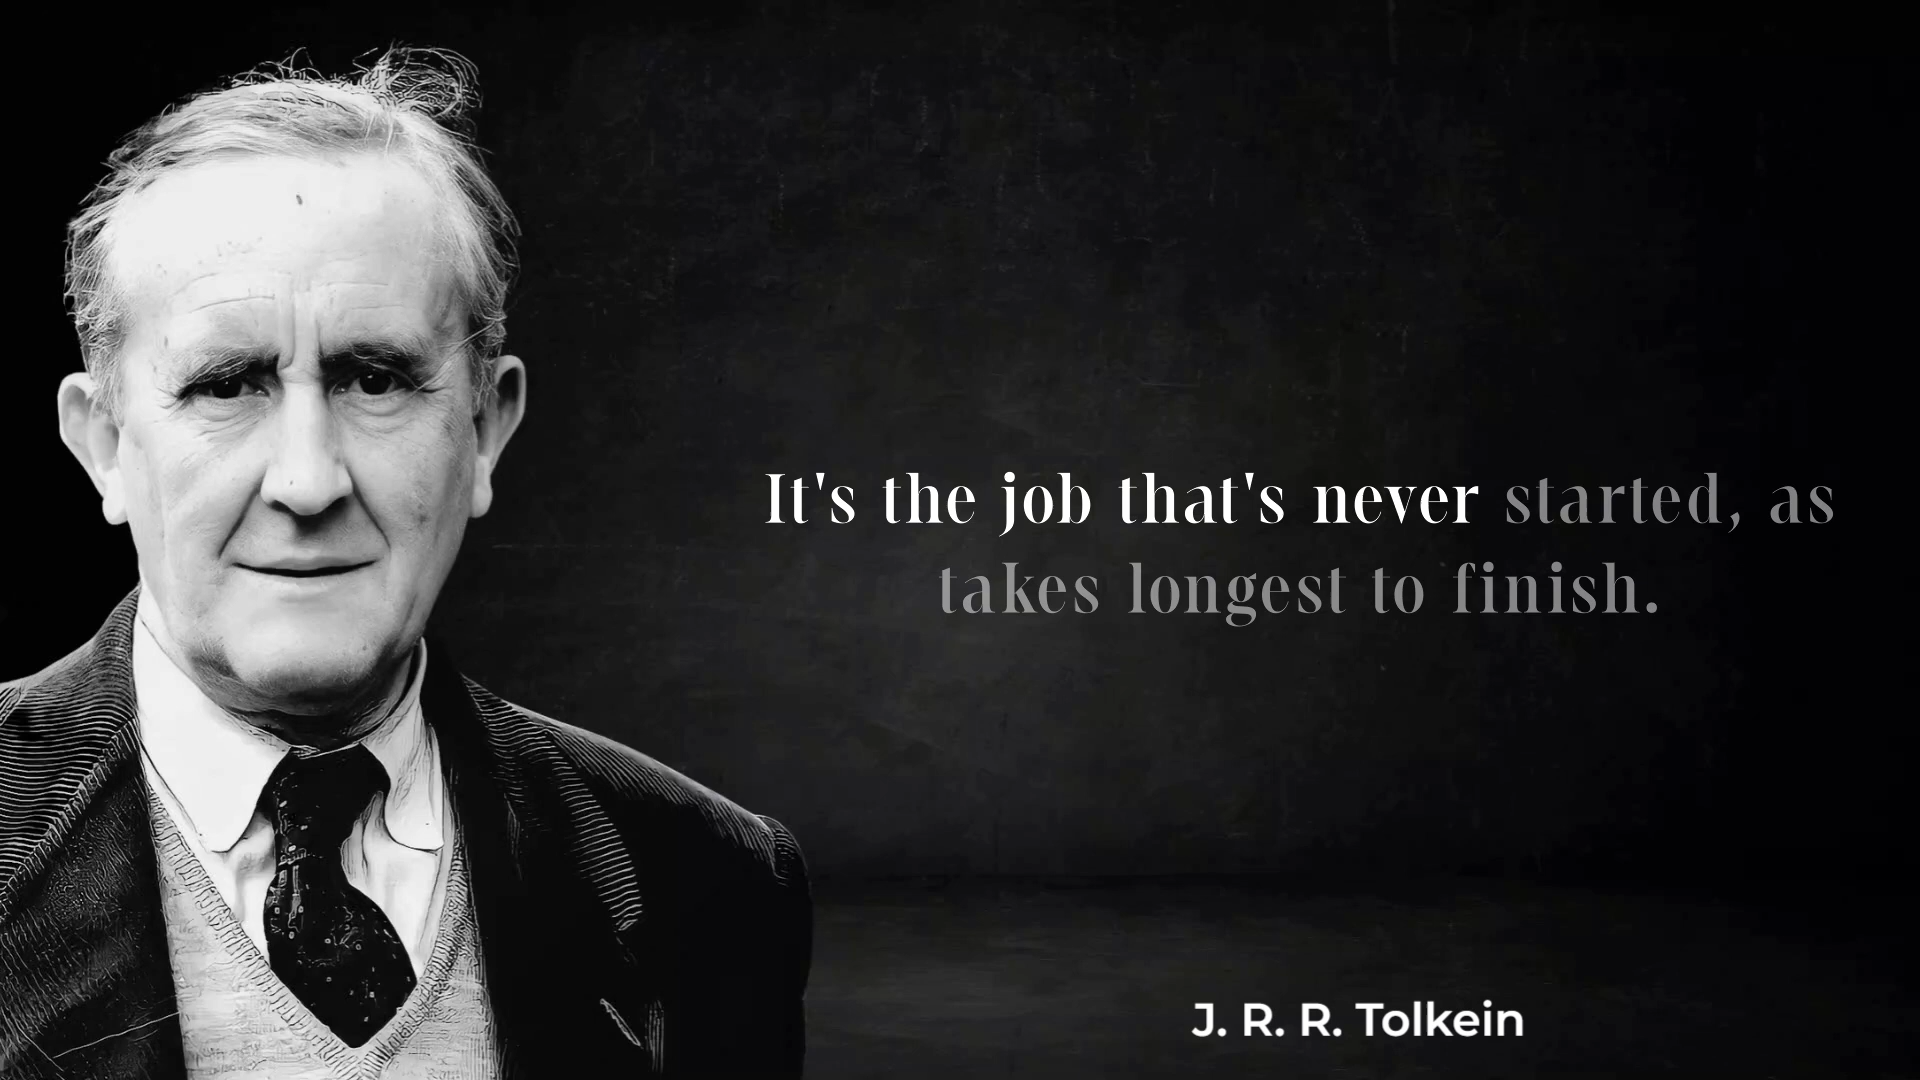 It's the job that's never started, as
takes longest to finish.
J. R. R. Tolkein